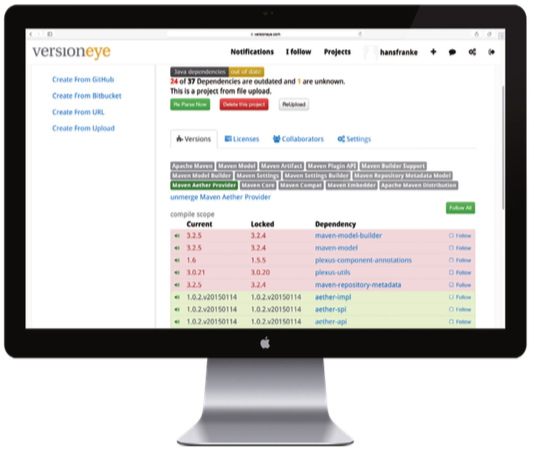 versioneye.com
versioneye
Notifications I follow Projects hansfranke
Create From GitHub
Create From Bitbucket
Create From URL
Create From Upload
Java dependencies out of date
24 of 37 Dependencies are outdated and 1 are unknown.
This is a project from file upload.
Re Parse Now Delete this project ReUpload
Versions Licenses Collaborators Settings
Apache Maven Maven Model Maven Artifact Maven Plugin API Maven Builder Support
Maven Model Builder Maven Settings Maven Settings Builder Maven Repository Metadata Model
Maven Aether Provider Maven Core Maven Compat Maven Embedder Apache Maven Distribution
unmerge Maven Aether Provider
Follow All
compile scope
Current Locked Dependency
3.2.5 3.2.4 maven-model-builder Follow
3.2.5 3.2.4 maven-model Follow
1.6 1.5.5 plexus-component-annotations Follow
3.0.21 3.0.20 plexus-utils Follow
3.2.5 3.2.4 maven-repository-metadata Follow
1.0.2.v20150114 1.0.2.v20150114 aether-impl Follow
1.0.2.v20150114 1.0.2.v20150114 aether-spi Follow
1.0.2.v20150114 1.0.2.v20150114 aether-api Follow